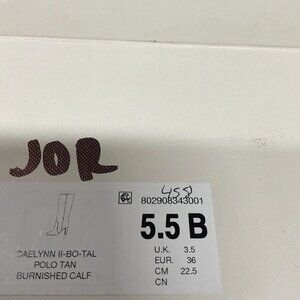 JOR
458
802908343001
5.5 B
U.K. 3.5
EUR. 36
CM 22.5
CN
SAELYNN II-BO-TAL
POLO TAN
BURNISHED CALF